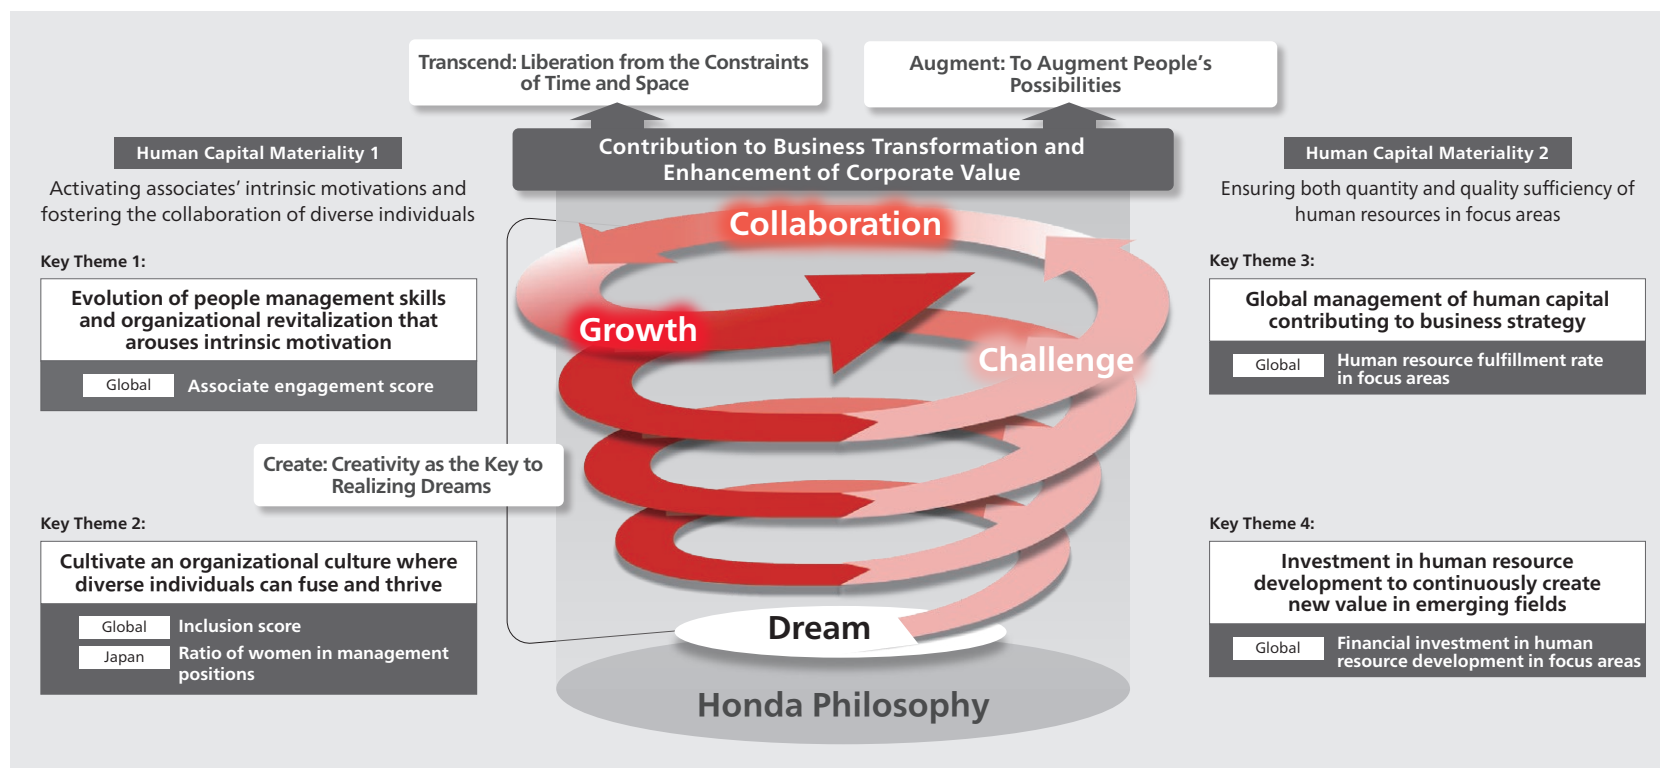 Transcend: Liberation from the Constraints
of Time and Space
Augment: To Augment People’s
Possibilities
Contribution to Business Transformation and
Enhancement of Corporate Value
Human Capital Materiality 1
Activating associates’ intrinsic motivations and
fostering the collaboration of diverse individuals
Key Theme 1:
Evolution of people management skills
and organizational revitalization that
arouses intrinsic motivation
Global
Associate engagement score
Key Theme 2:
Cultivate an organizational culture where
diverse individuals can fuse and thrive
Global
Inclusion score
Japan
Ratio of women in management
positions
Collaboration
Growth
Challenge
Create: Creativity as the Key to
Realizing Dreams
Dream
Honda Philosophy
Human Capital Materiality 2
Ensuring both quantity and quality sufficiency of
human resources in focus areas
Key Theme 3:
Global management of human capital
contributing to business strategy
Global
Human resource fulfillment rate
in focus areas
Key Theme 4:
Investment in human resource
development to continuously create
new value in emerging fields
Global
Financial investment in human
resource development in focus areas